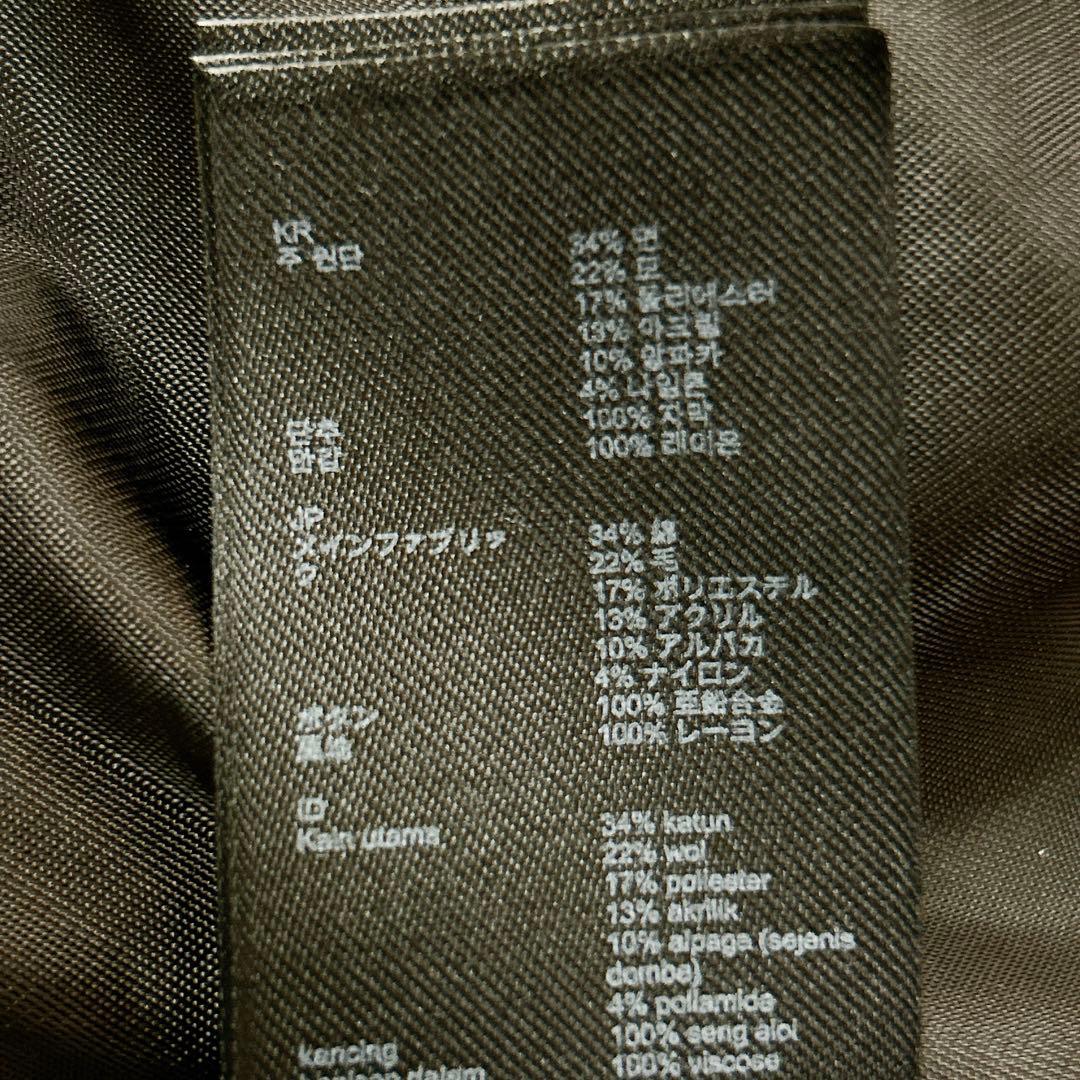 KR
주 원단
34% 면
22% 모
17% 폴리에스터
13% 아크릴
10% 알파카
4% 나일론
단추
100% 자막
안감
100% 레이온
JP
メインファブリッ
ク
34% 綿
22% 毛
17% ポリエステル
13% アクリル
10% アルパカ
4% ナイロン
ボタン
100% 亜鉛合金
裏地
100% レーヨン
ID
Kain utama
34% katun
22% wol
17% poliester
13% akrilik
10% alpaga (sejenis
domba)
4% poliamida
kancing
100% seng aloi
100% viscose